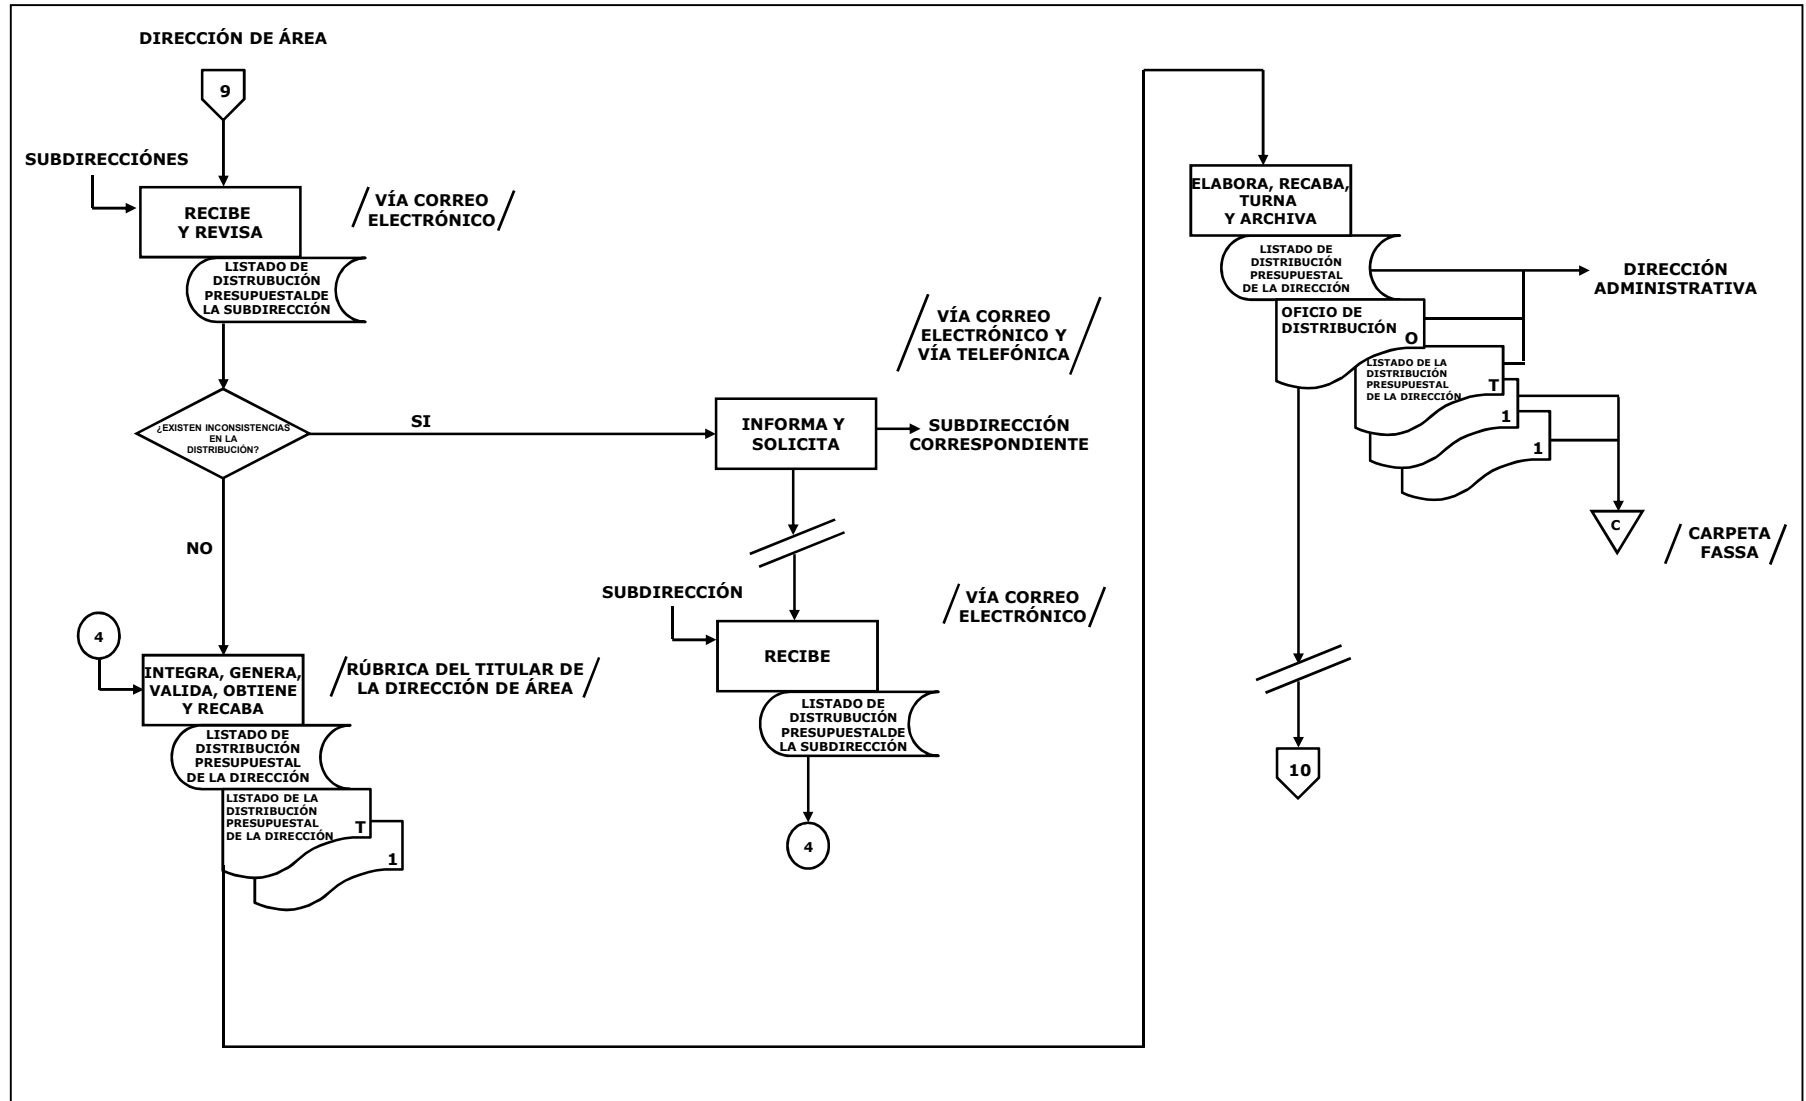 DIRECCIÓN DE ÁREA
9
SUBDIRECCIÓNES
RECIBE
Y REVISA
VÍA CORREO
ELECTRÓNICO
LISTADO DE
DISTRUBUCIÓN
PRESUPUESTALDE
LA SUBDIRECCIÓN
¿EXISTEN INCONSISTENCIAS
EN LA
DISTRIBUCIÓN?
SI
NO
VÍA CORREO
ELECTRÓNICO Y
VÍA TELEFÓNICA
INFORMA Y
SOLICITA
SUBDIRECCIÓN
CORRESPONDIENTE
SUBDIRECCIÓN
VÍA CORREO
ELECTRÓNICO
RECIBE
LISTADO DE
DISTRUBUCIÓN
PRESUPUESTALDE
LA SUBDIRECCIÓN
4
4
INTEGRA, GENERA,
VALIDA, OBTIENE
Y RECABA
RÚBRICA DEL TITULAR DE
LA DIRECCIÓN DE ÁREA
LISTADO DE
DISTRIBUCIÓN
PRESUPUESTAL
DE LA DIRECCIÓN
LISTADO DE LA
DISTRIBUCIÓN
PRESUPUESTAL
DE LA DIRECCIÓN
T
1
ELABORA, RECABA,
TURNA
Y ARCHIVA
LISTADO DE
DISTRIBUCIÓN
PRESUPUESTAL
DE LA DIRECCIÓN
DIRECCIÓN
ADMINISTRATIVA
OFICIO DE
DISTRIBUCIÓN
O
LISTADO DE LA
DISTRIBUCIÓN
PRESUPUESTAL
DE LA DIRECCIÓN
T
1
1
C
CARPETA
FASSA
10